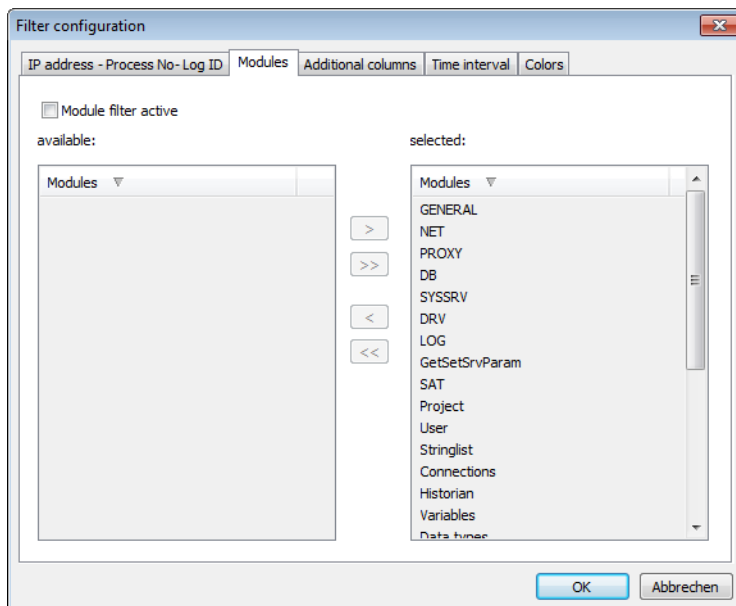 Filter configuration
IP address - Process No- Log ID Modules Additional columns Time interval Colors
Module filter active
available: selected:
Modules Modules
GENERAL
NET
> PROXY
>> DB
SYSSRV
< DRV
LOG
<< GetSetSrvParam
SAT
Project
User
Stringlist
Connections
Historian
Variables
Data types
OK Abbrechen